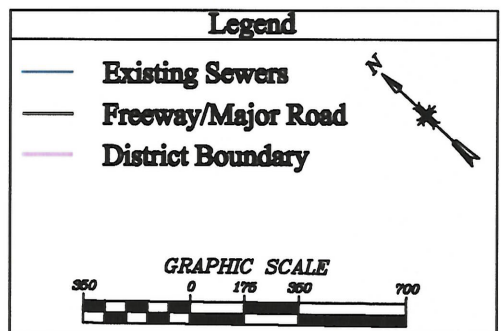 Legend
Existing Sewers
N
Freeway/Major Road
District Boundary
GRAPHIC SCALE
350 0 175 350 700